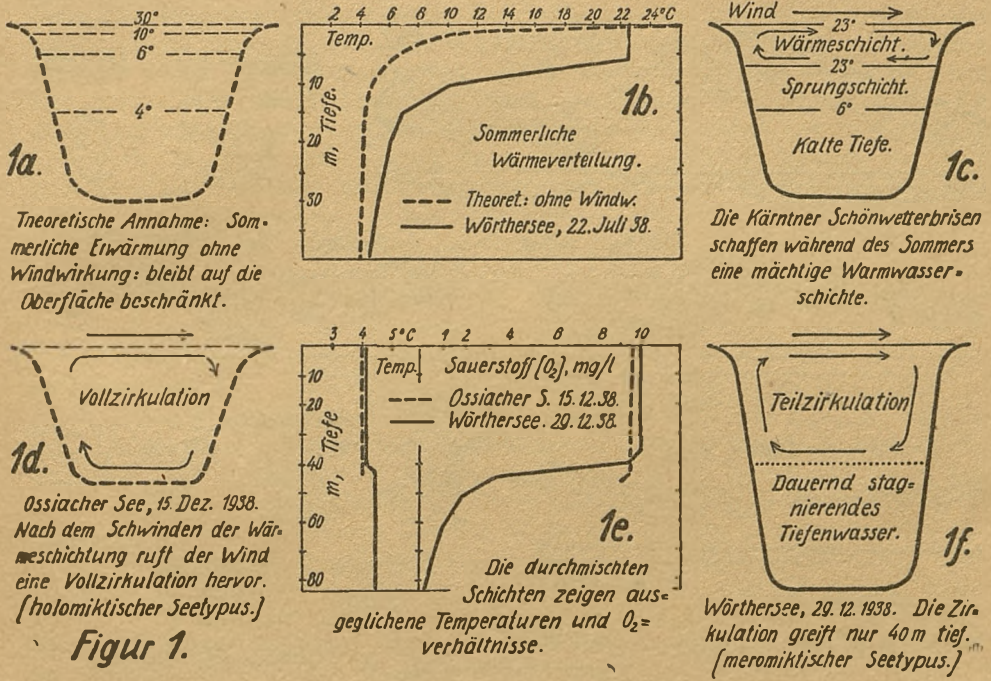 30°
10°
6°
4°
1a.
Theoretische Annahme: Som-
merliche Erwärmung ohne
Windwirkung: bleibt auf die
Oberfläche beschränkt.
2 4 6 8 10 12 14 16 18 20 22 24°C
Temp.
10
20
30
m, Tiefe.
1b.
Sommerliche
Wärmeverteilung.
Theoret.: ohne Windw.
Wörthersee, 22. Juli 38.
Wind
23°
Wärmeschicht.
23°
Sprungschicht.
6°
Kalte Tiefe.
1c.
Die Kärntner Schönwetterbrisen
schaffen während des Sommers
eine mächtige Warmwasser=
schichte.
Vollzirkulation
1d.
Ossiacher See, 15. Dez. 1938.
Nach dem Schwinden der Wär=
meschichtung ruft der Wind
eine Vollzirkulation hervor.
[holomiktischer Seetypus.]
Figur 1.
3 4 5°C 1 2 4 6 8 10
Temp. Sauerstoff [O₂], mg/l
Ossiacher S. 15.12.38.
Wörthersee. 29.12.38.
10
20
40
60
80
m, Tiefe
1e.
Die durchmischten
Schichten zeigen aus=
geglichene Temperaturen und O₂=
verhältnisse.
Teilzirkulation
Dauernd stag=
nierendes
Tiefenwasser.
1f.
Wörthersee, 29. 12. 1938. Die Zir=
kulation greift nur 40 m tief.
[meromiktischer Seetypus.]